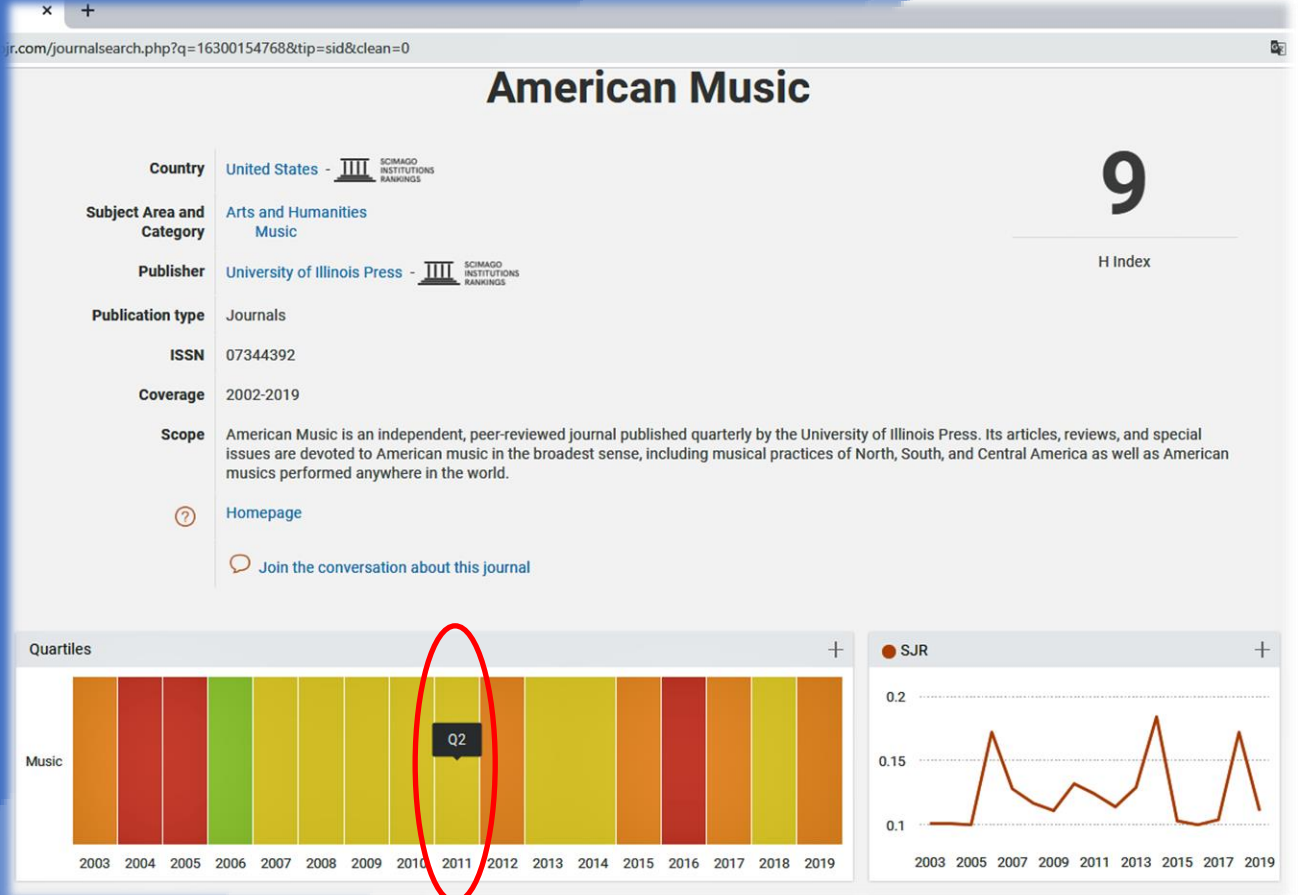 jr.com/journalsearch.php?q=16300154768&tip=sid&clean=0
American Music
Country
United States -
SCIMAGO
INSTITUTIONS
RANKINGS
Subject Area and
Category
Arts and Humanities
Music
Publisher
University of Illinois Press -
SCIMAGO
INSTITUTIONS
RANKINGS
Publication type
Journals
ISSN
07344392
Coverage
2002-2019
Scope
American Music is an independent, peer-reviewed journal published quarterly by the University of Illinois Press. Its articles, reviews, and special
issues are devoted to American music in the broadest sense, including musical practices of North, South, and Central America as well as American
musics performed anywhere in the world.
?
Homepage
Join the conversation about this journal
9
H Index
Quartiles
Music
Q2
2003 2004 2005 2006 2007 2008 2009 2010 2011 2012 2013 2014 2015 2016 2017 2018 2019
SJR
0.2
0.15
0.1
2003 2005 2007 2009 2011 2013 2015 2017 2019